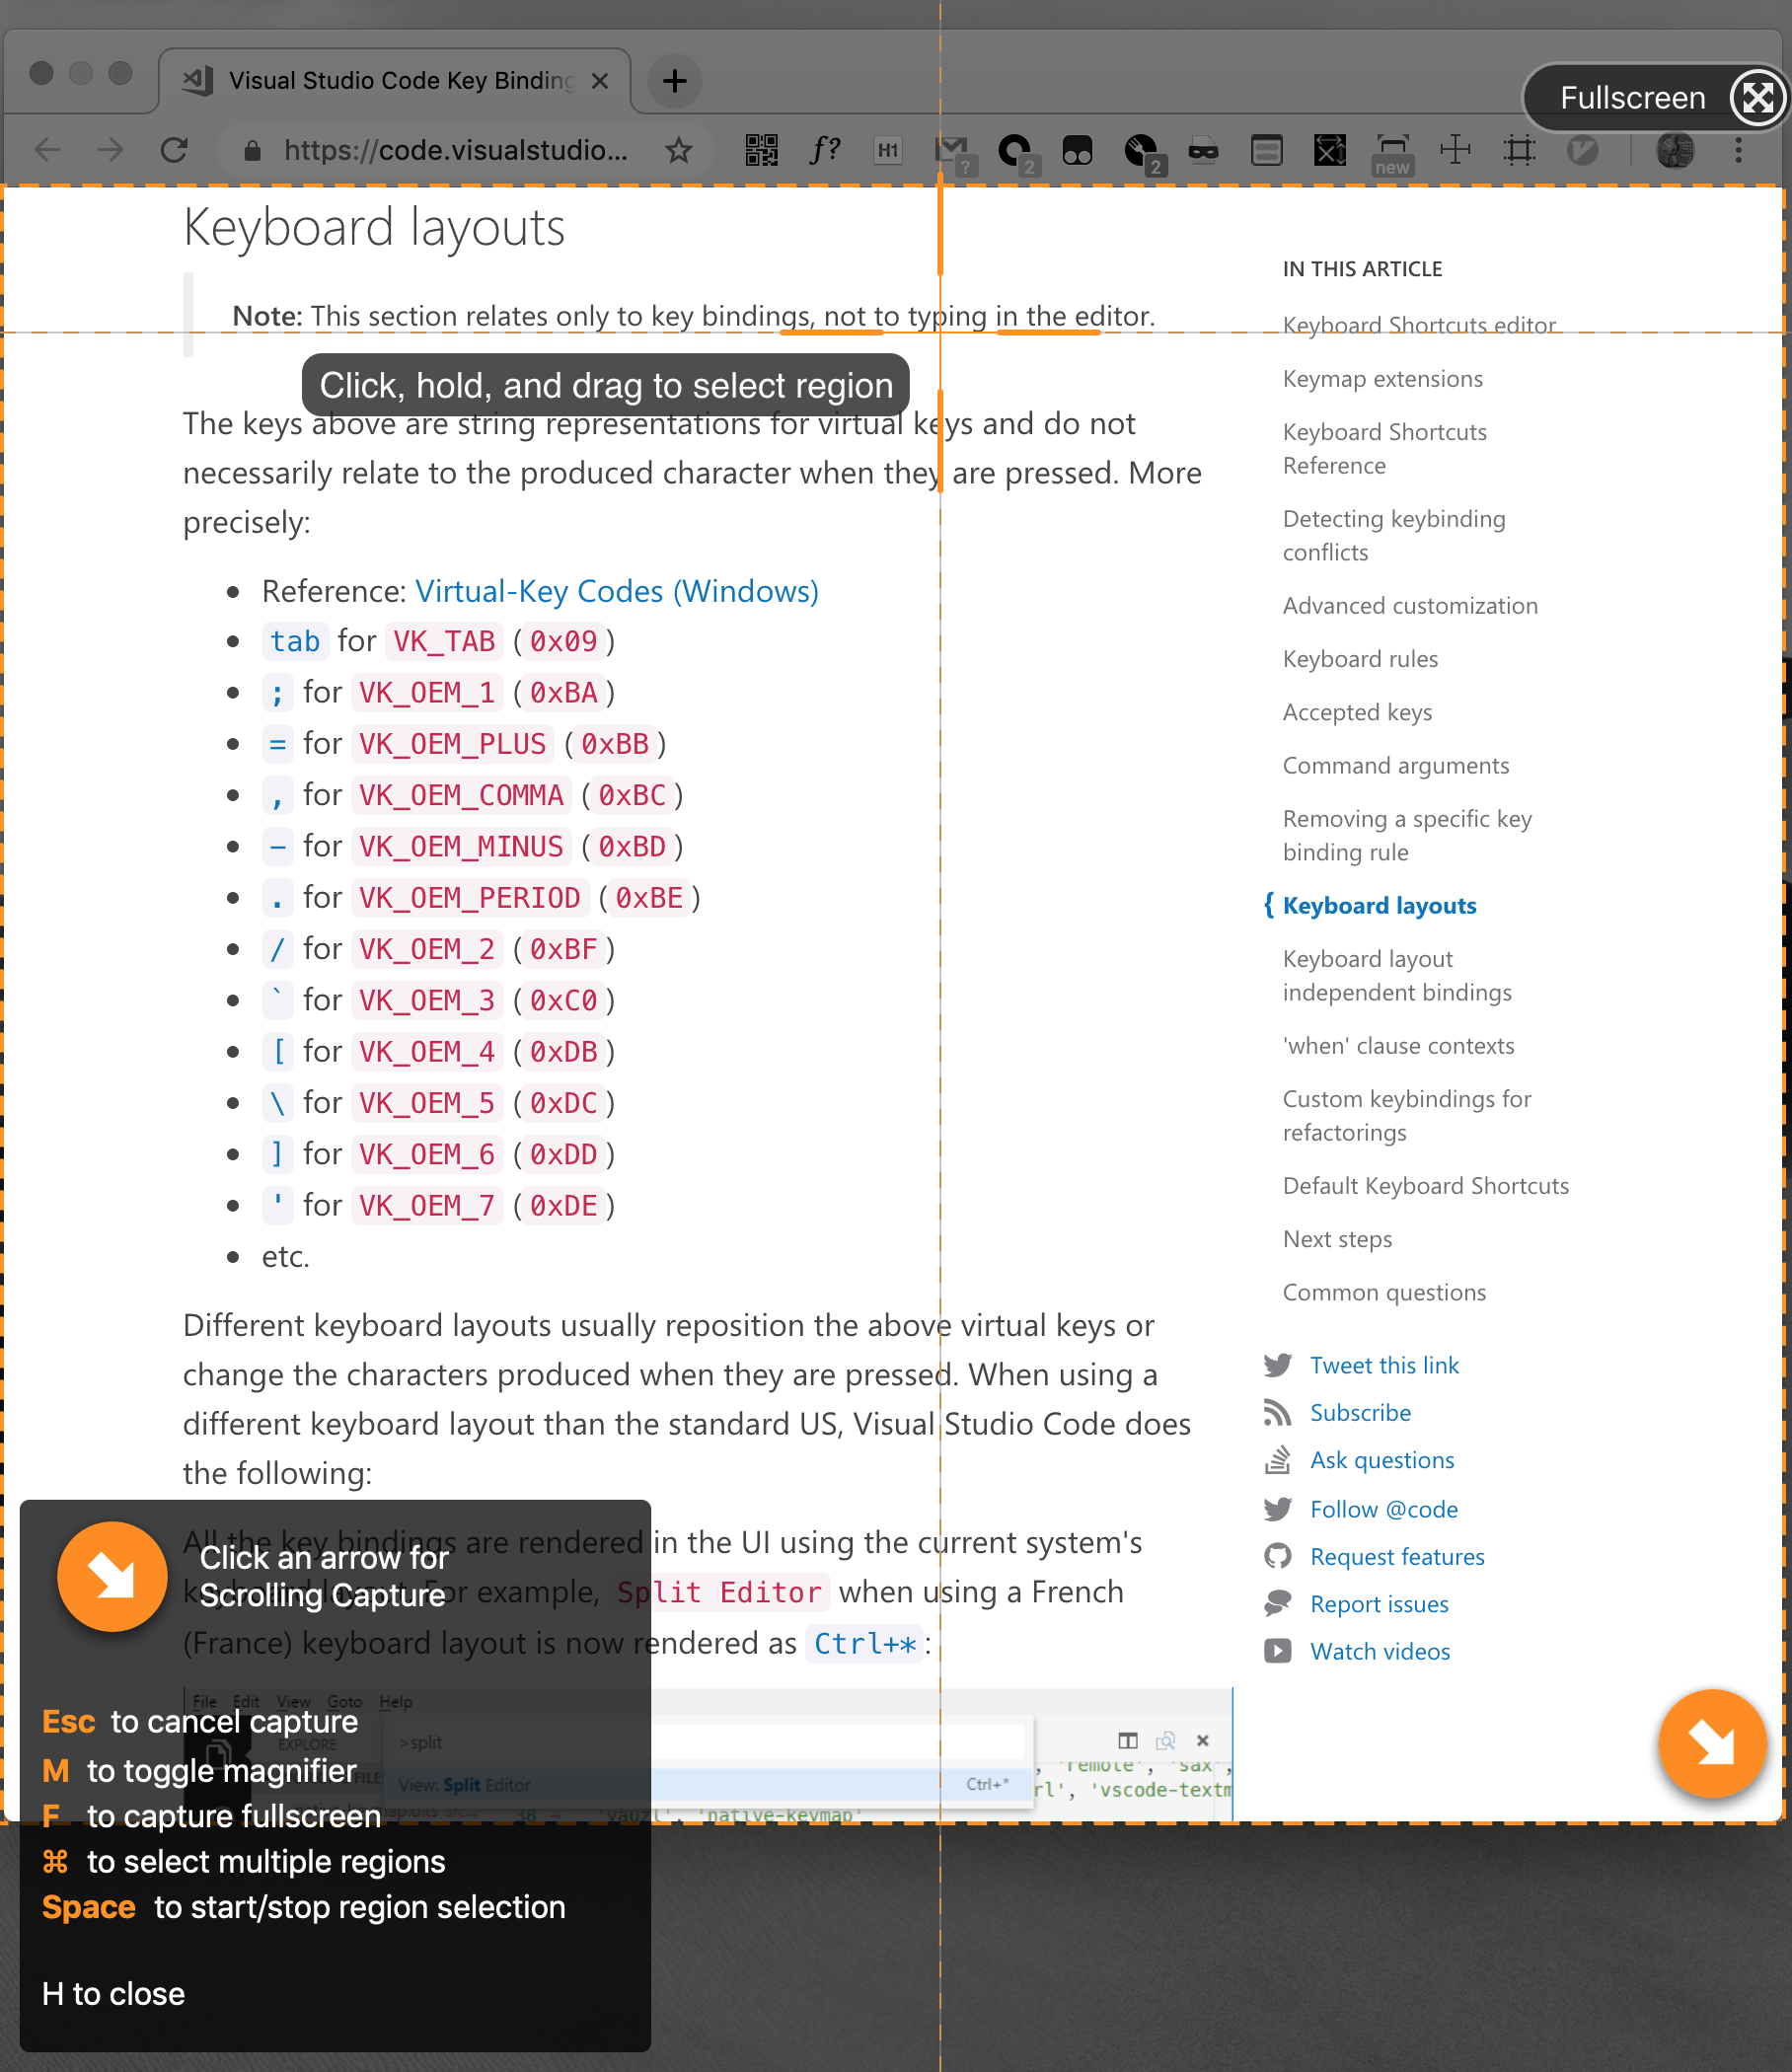 Visual Studio Code Key Binding
Fullscreen
https://code.visualstudio...
f?
H1
?
2
2
new
Keyboard layouts
Note: This section relates only to key bindings, not to typing in the editor.
Click, hold, and drag to select region
The keys above are string representations for virtual keys and do not
necessarily relate to the produced character when they are pressed. More
precisely:
• Reference: Virtual-Key Codes (Windows)
• tab for VK_TAB (0x09)
• ; for VK_OEM_1 (0xBA)
• = for VK_OEM_PLUS (0xBB)
• , for VK_OEM_COMMA (0xBC)
• - for VK_OEM_MINUS (0xBD)
• . for VK_OEM_PERIOD (0xBE)
• / for VK_OEM_2 (0xBF)
• ` for VK_OEM_3 (0xC0)
• [ for VK_OEM_4 (0xDB)
• \ for VK_OEM_5 (0xDC)
• ] for VK_OEM_6 (0xDD)
• ' for VK_OEM_7 (0xDE)
• etc.
Different keyboard layouts usually reposition the above virtual keys or
change the characters produced when they are pressed. When using a
different keyboard layout than the standard US, Visual Studio Code does
the following:
All the key bindings are rendered in the UI using the current system's
keyboard layout. For example, Split Editor when using a French
(France) keyboard layout is now rendered as Ctrl+*:
File Edit View Goto Help
EXPLORE
>split
FILE
View: Split Editor
Ctrl+*
, 'remote', 'sax',
rl', 'vscode-textm
38
'yauzl', 'native-keymap'
IN THIS ARTICLE
Keyboard Shortcuts editor
Keymap extensions
Keyboard Shortcuts
Reference
Detecting keybinding
conflicts
Advanced customization
Keyboard rules
Accepted keys
Command arguments
Removing a specific key
binding rule
{ Keyboard layouts
Keyboard layout
independent bindings
'when' clause contexts
Custom keybindings for
refactorings
Default Keyboard Shortcuts
Next steps
Common questions
Tweet this link
Subscribe
Ask questions
Follow @code
Request features
Report issues
Watch videos
Click an arrow for
Scrolling Capture
Esc to cancel capture
M to toggle magnifier
F to capture fullscreen
⌘ to select multiple regions
Space to start/stop region selection
H to close